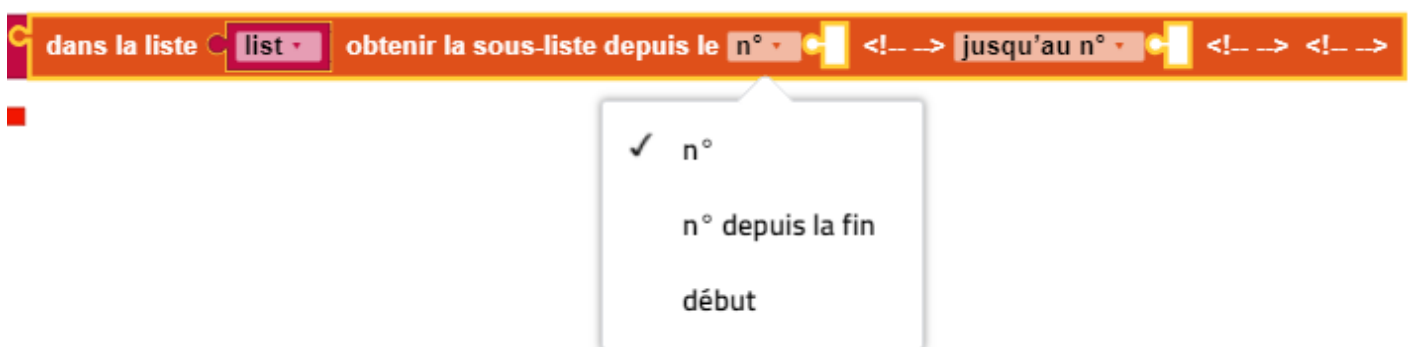 dans la liste list obtenir la sous-liste depuis le n° <!-- --> jusqu’au n° <!-- --> <!-- -->
✓ n°
n° depuis la fin
début